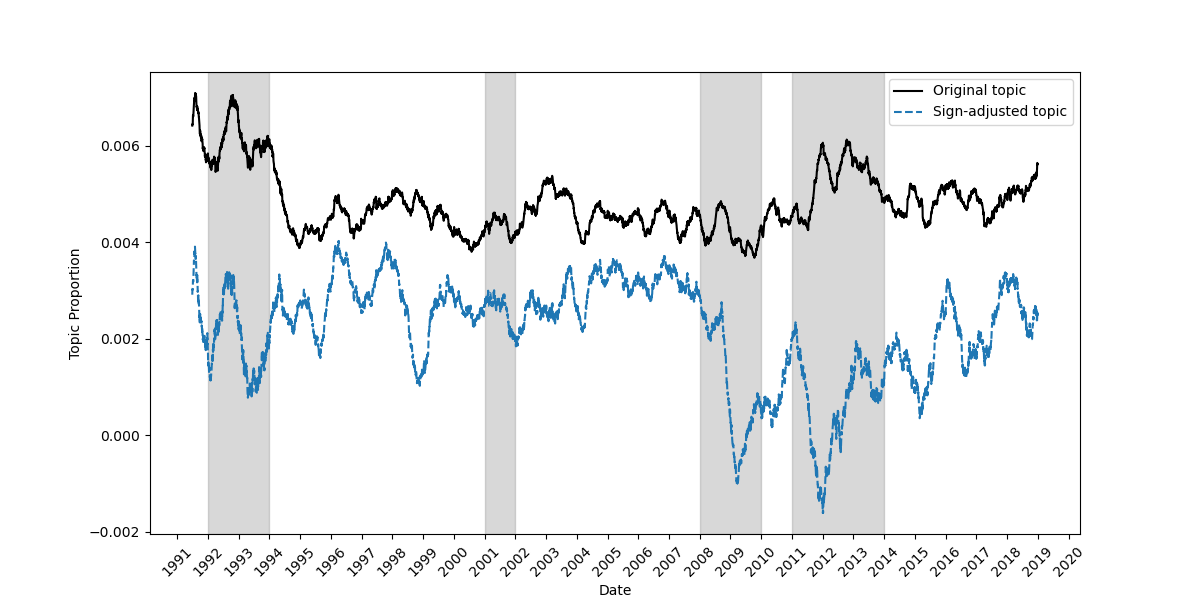 Original topic
Sign-adjusted topic
Topic Proportion
0.006
0.004
0.002
0.000
−0.002
1991 1992 1993 1994 1995 1996 1997 1998 1999 2000 2001 2002 2003 2004 2005 2006 2007 2008 2009 2010 2011 2012 2013 2014 2015 2016 2017 2018 2019 2020
Date